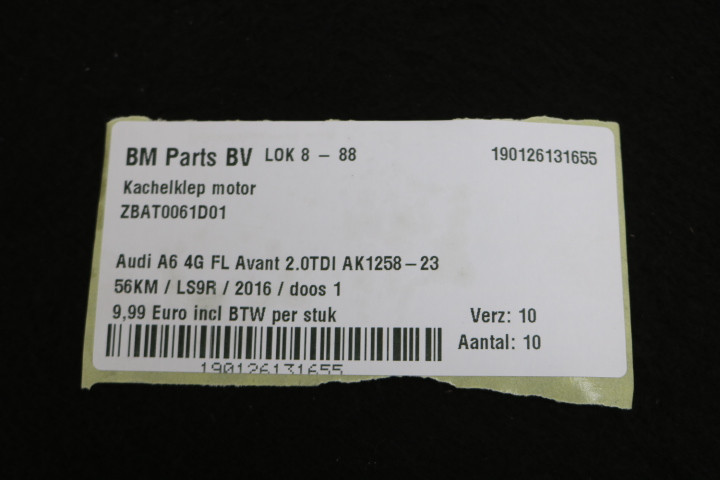 BM Parts BV LOK 8 - 88 190126131655
Kachelklep motor
ZBAT0061D01
Audi A6 4G FL Avant 2.0TDI AK1258-23
56KM / LS9R / 2016 / doos 1
9,99 Euro incl BTW per stuk Verz: 10
Aantal: 10
190126131655